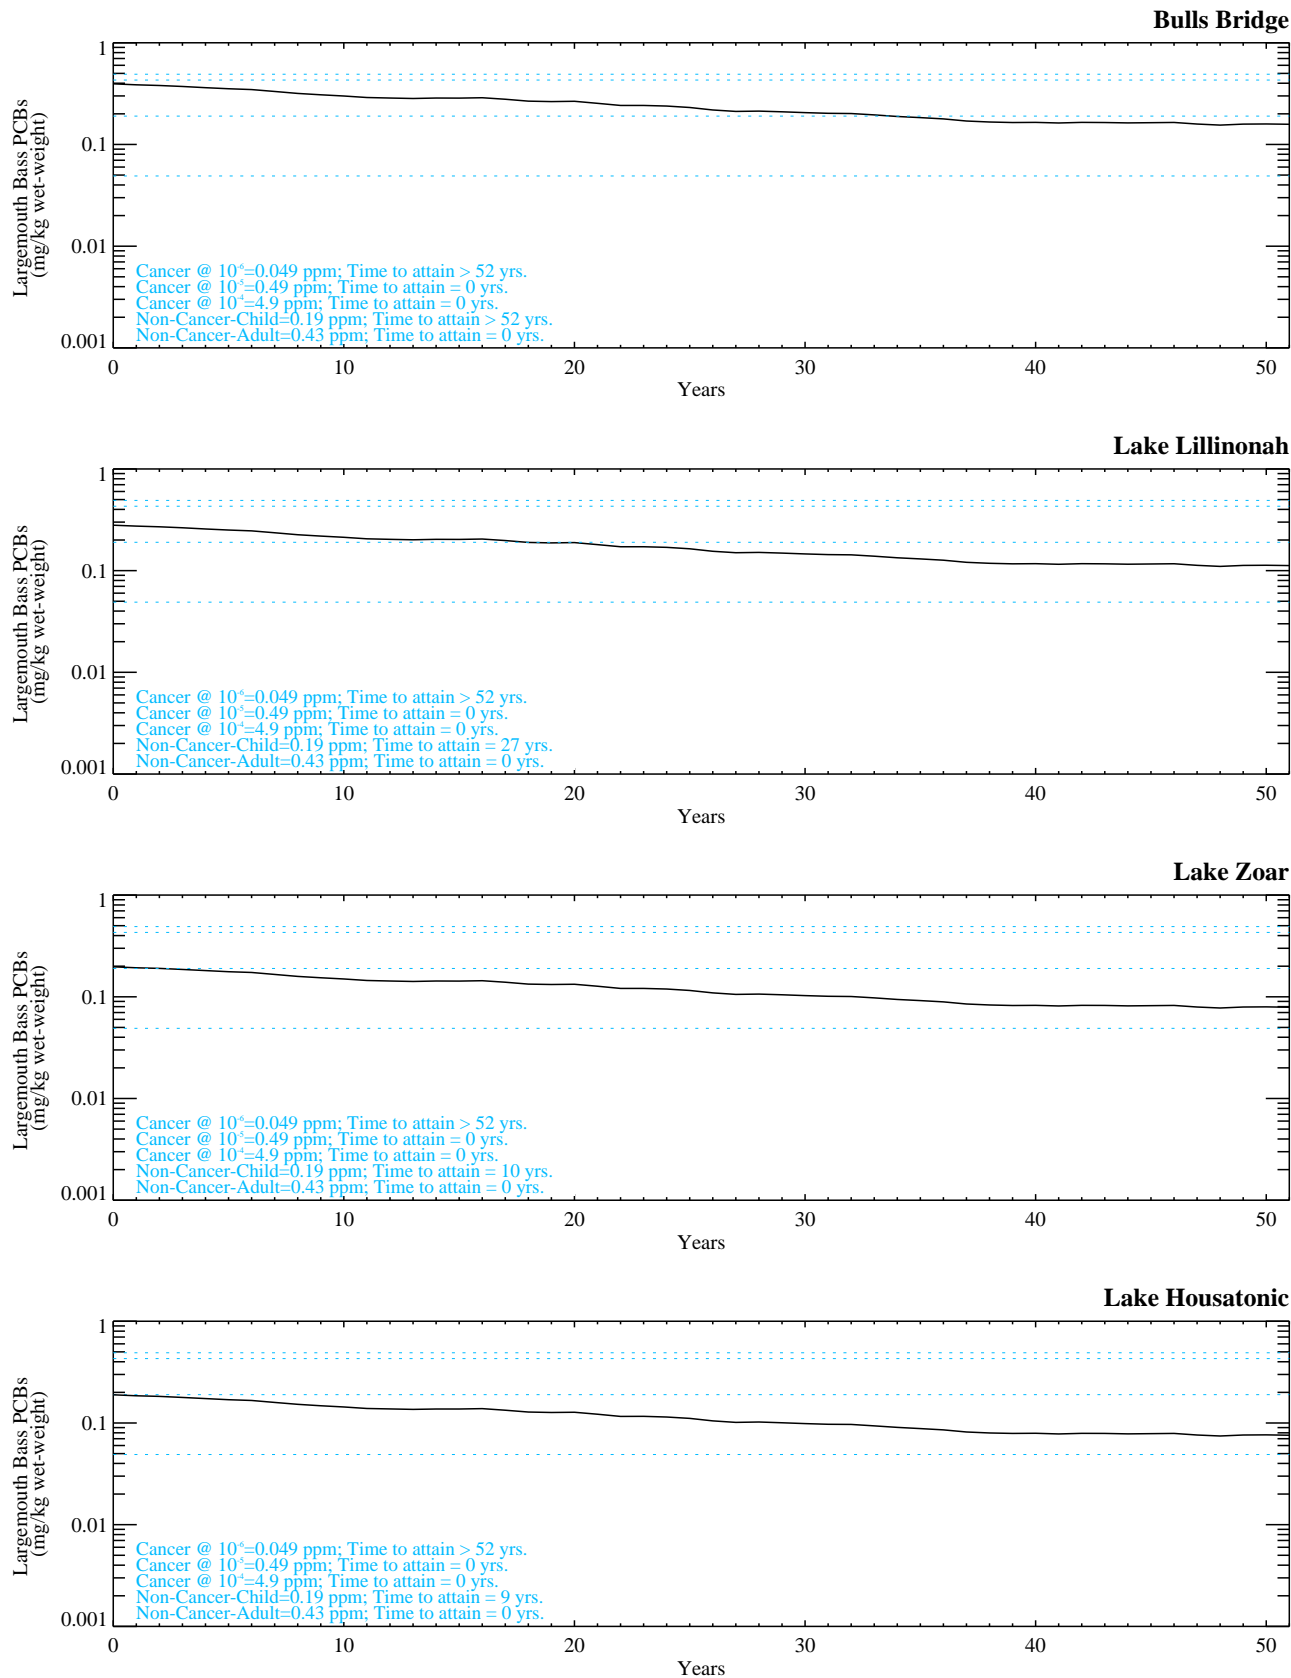 Bulls Bridge
Largemouth Bass PCBs
(mg/kg wet-weight)
1
0.1
0.01
0.001
Cancer @ 10⁻⁶=0.049 ppm; Time to attain > 52 yrs.
Cancer @ 10⁻⁵=0.49 ppm; Time to attain = 0 yrs.
Cancer @ 10⁻⁴=4.9 ppm; Time to attain = 0 yrs.
Non-Cancer-Child=0.19 ppm; Time to attain > 52 yrs.
Non-Cancer-Adult=0.43 ppm; Time to attain = 0 yrs.
0 10 20 30 40 50
Years
Lake Lillinonah
Largemouth Bass PCBs
(mg/kg wet-weight)
1
0.1
0.01
0.001
Cancer @ 10⁻⁶=0.049 ppm; Time to attain > 52 yrs.
Cancer @ 10⁻⁵=0.49 ppm; Time to attain = 0 yrs.
Cancer @ 10⁻⁴=4.9 ppm; Time to attain = 0 yrs.
Non-Cancer-Child=0.19 ppm; Time to attain = 27 yrs.
Non-Cancer-Adult=0.43 ppm; Time to attain = 0 yrs.
0 10 20 30 40 50
Years
Lake Zoar
Largemouth Bass PCBs
(mg/kg wet-weight)
1
0.1
0.01
0.001
Cancer @ 10⁻⁶=0.049 ppm; Time to attain > 52 yrs.
Cancer @ 10⁻⁵=0.49 ppm; Time to attain = 0 yrs.
Cancer @ 10⁻⁴=4.9 ppm; Time to attain = 0 yrs.
Non-Cancer-Child=0.19 ppm; Time to attain = 10 yrs.
Non-Cancer-Adult=0.43 ppm; Time to attain = 0 yrs.
0 10 20 30 40 50
Years
Lake Housatonic
Largemouth Bass PCBs
(mg/kg wet-weight)
1
0.1
0.01
0.001
Cancer @ 10⁻⁶=0.049 ppm; Time to attain > 52 yrs.
Cancer @ 10⁻⁵=0.49 ppm; Time to attain = 0 yrs.
Cancer @ 10⁻⁴=4.9 ppm; Time to attain = 0 yrs.
Non-Cancer-Child=0.19 ppm; Time to attain = 9 yrs.
Non-Cancer-Adult=0.43 ppm; Time to attain = 0 yrs.
0 10 20 30 40 50
Years